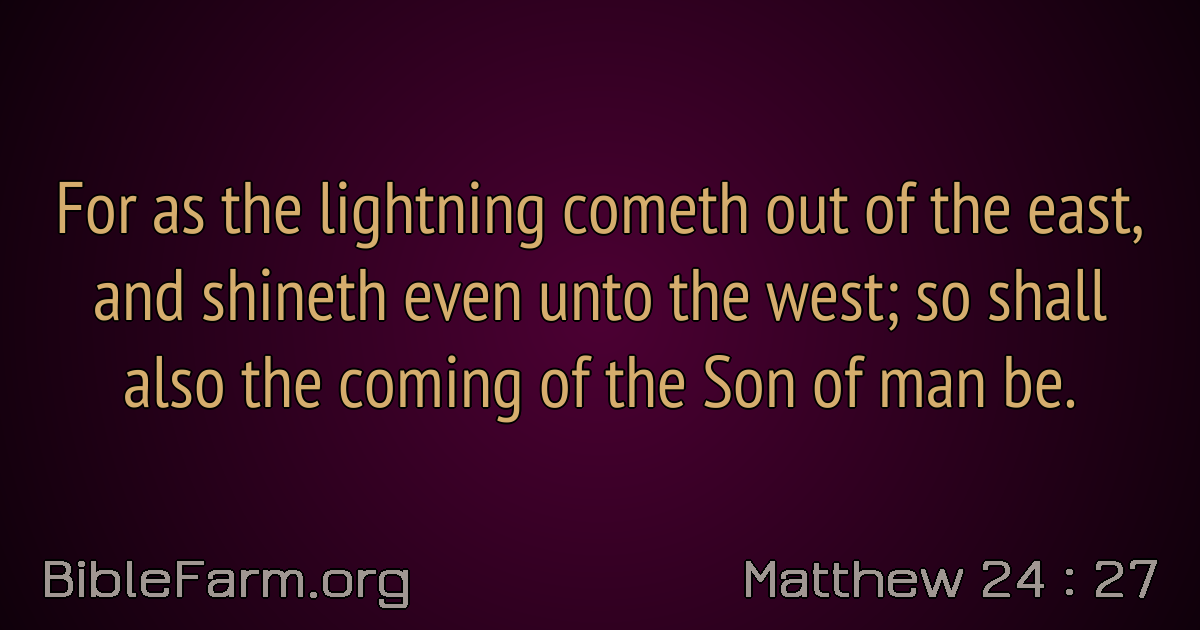 For as the lightning cometh out of the east,
and shineth even unto the west; so shall
also the coming of the Son of man be.
BibleFarm.org
Matthew 24 : 27